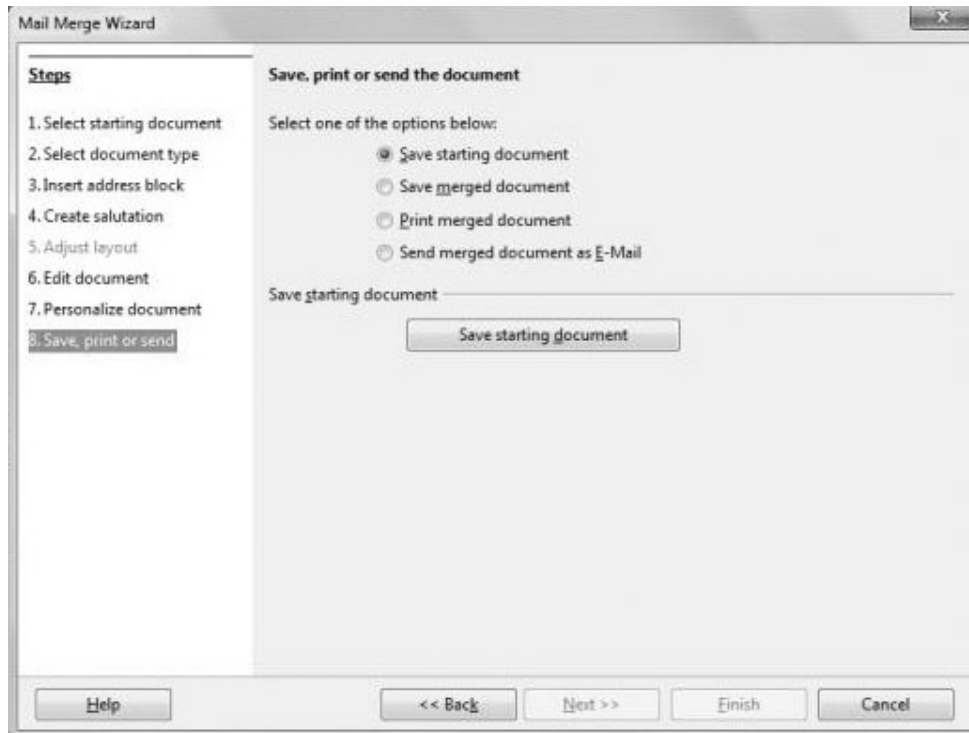 Mail Merge Wizard
Steps
1. Select starting document
2. Select document type
3. Insert address block
4. Create salutation
5. Adjust layout
6. Edit document
7. Personalize document
8. Save, print or send
Save, print or send the document
Select one of the options below:
Save starting document
Save merged document
Print merged document
Send merged document as E-Mail
Save starting document
Save starting document
Help
<< Back
Next >>
Finish
Cancel